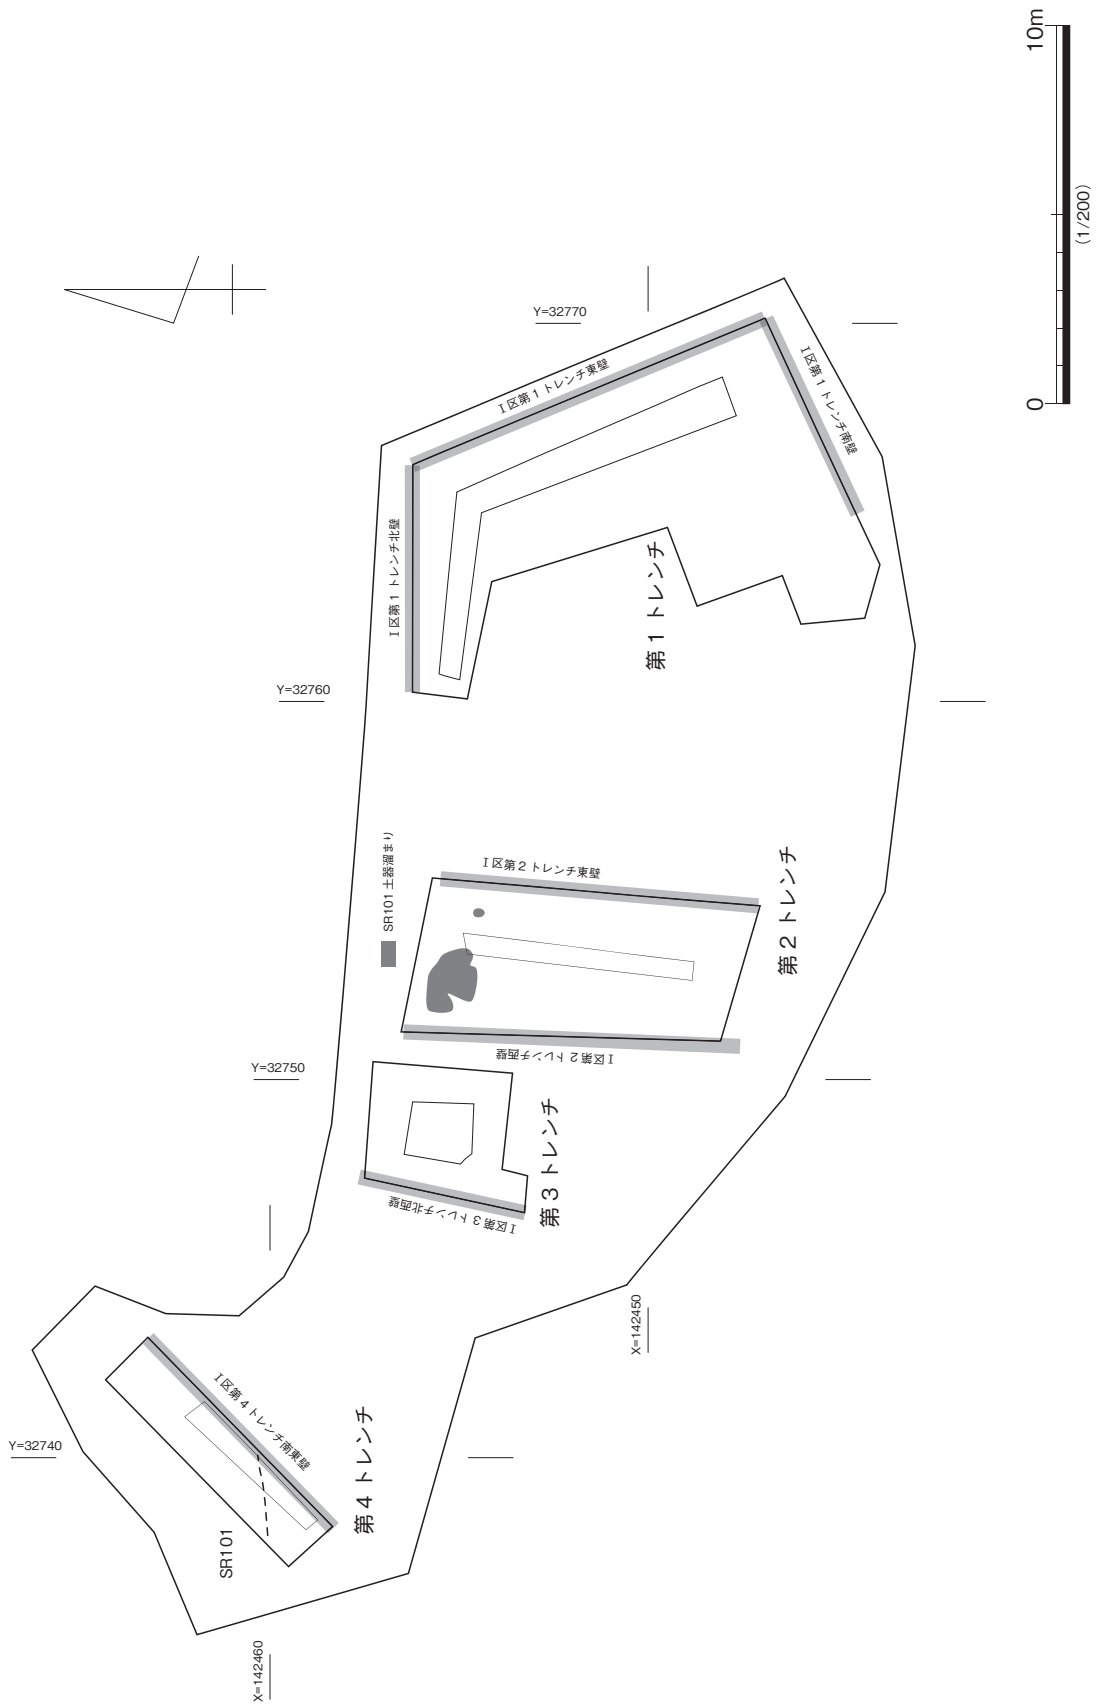 10m
0
(1/200)
Y=32770
Ⅰ区第1トレンチ東壁
Ⅰ区第1トレンチ南壁
Ⅰ区第1トレンチ北壁
第1トレンチ
Y=32760
SR101土器溜まり
Ⅰ区第2トレンチ東壁
第2トレンチ
Ⅰ区第2トレンチ西壁
Y=32750
第3トレンチ
Ⅰ区第3トレンチ北西壁
X=142450
Ⅰ区第4トレンチ南東壁
第4トレンチ
Y=32740
SR101
X=142460